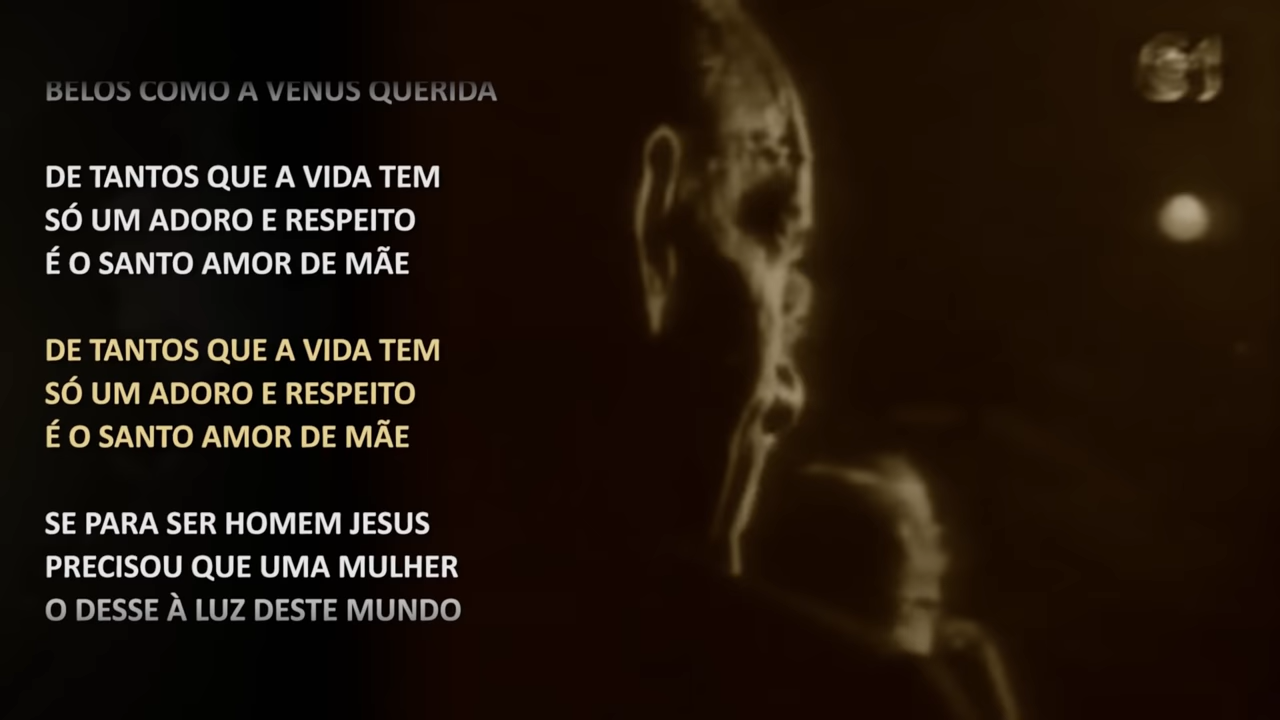 BELOS COMO A VENUS QUERIDA
DE TANTOS QUE A VIDA TEM
SÓ UM ADORO E RESPEITO
É O SANTO AMOR DE MÃE
DE TANTOS QUE A VIDA TEM
SÓ UM ADORO E RESPEITO
É O SANTO AMOR DE MÃE
SE PARA SER HOMEM JESUS
PRECISOU QUE UMA MULHER
O DESSE À LUZ DESTE MUNDO